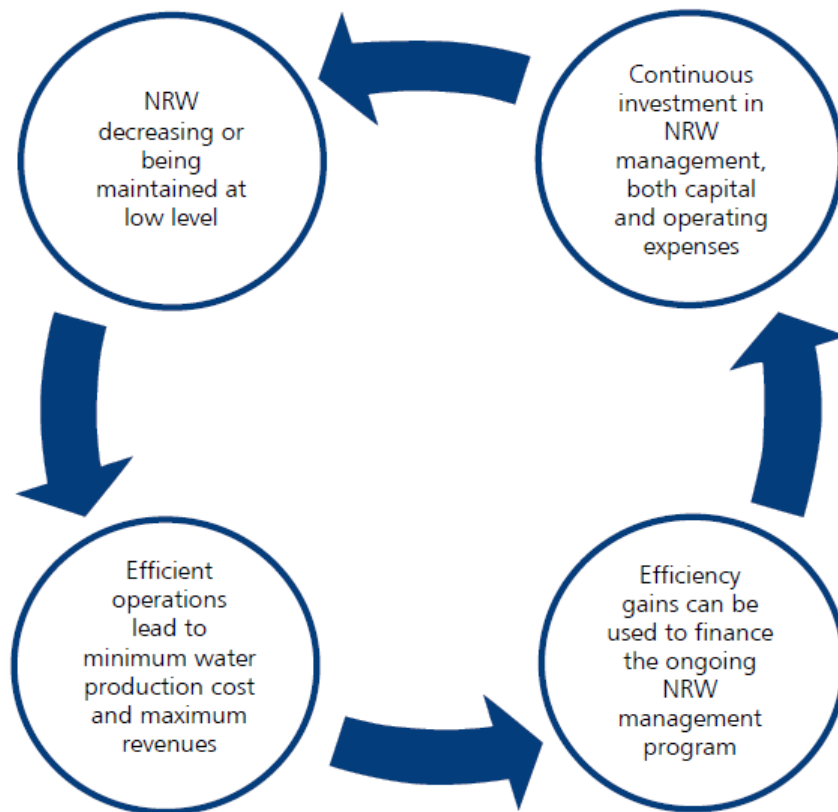 NRW
decreasing or
being
maintained at
low level
Continuous
investment in
NRW
management,
both capital
and operating
expenses
Efficient
operations
lead to
minimum water
production cost
and maximum
revenues
Efficiency
gains can be
used to finance
the ongoing
NRW
management
program